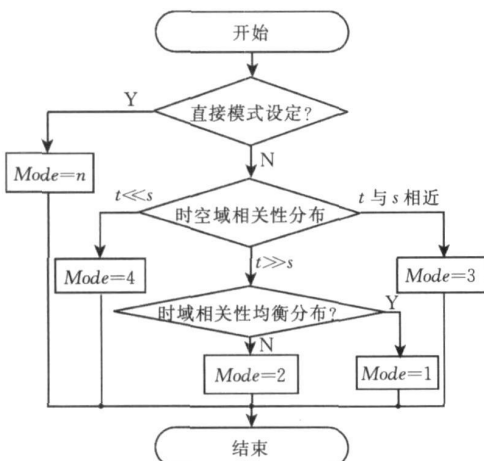 开始
Y
直接模式设定?
N
Mode=n
t≪s
时空域相关性分布
t 与 s 相近
t≫s
Mode=4
Mode=3
时域相关性均衡分布?
Y
N
Mode=2
Mode=1
结束